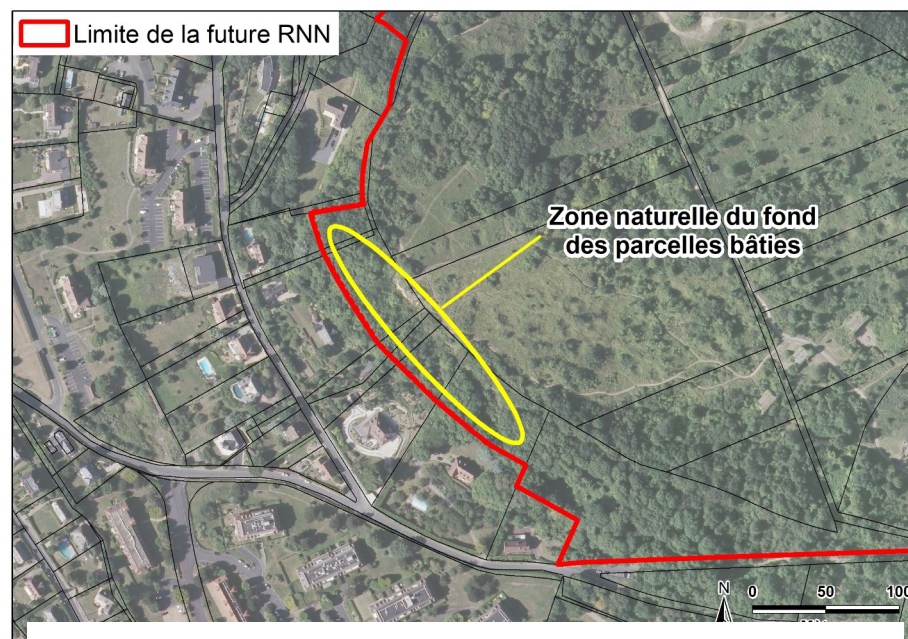 Limite de la future RNN
Zone naturelle du fond
des parcelles bâties
N
0 50 100